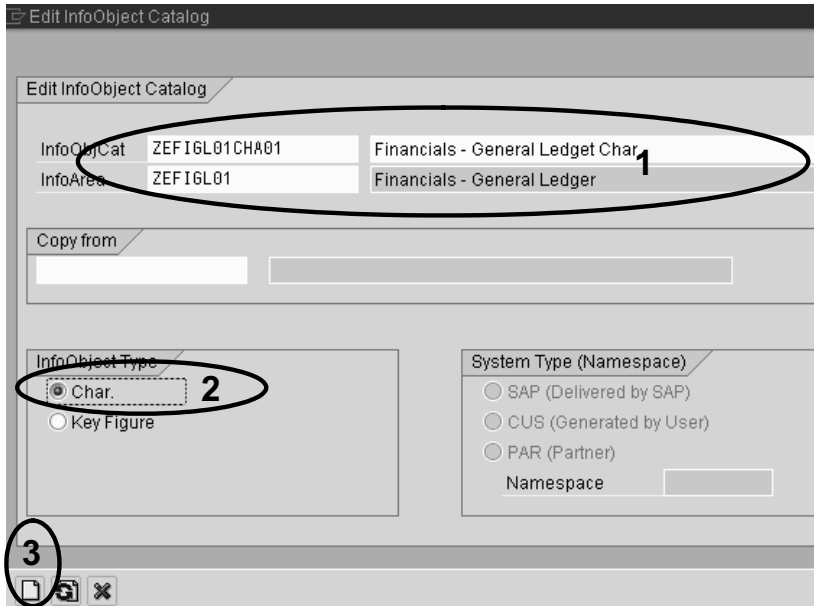 Edit InfoObject Catalog
Edit InfoObject Catalog
InfoObjCat ZEFIGL01CHA01 Financials - General Ledget Char 1
InfoArea ZEFIGL01 Financials - General Ledger
Copy from
InfoObject Type System Type (Namespace)
Char. 2 SAP (Delivered by SAP)
Key Figure CUS (Generated by User)
PAR (Partner)
Namespace
3